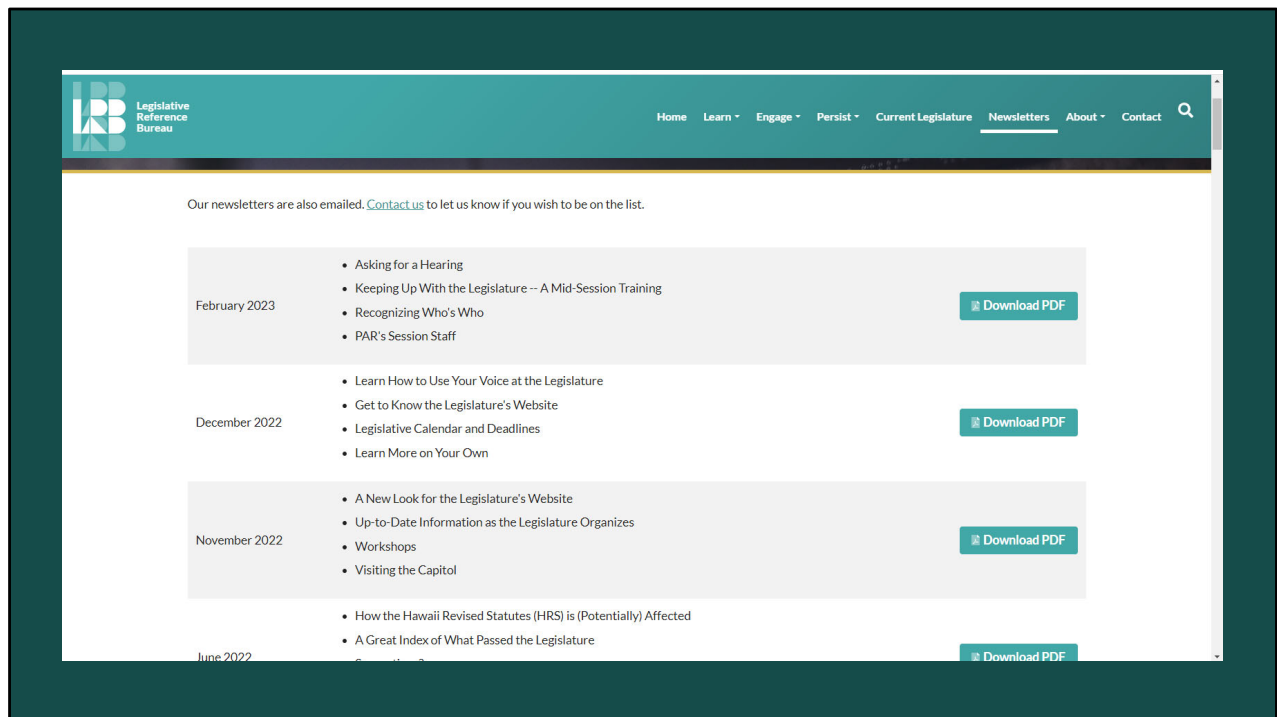 Legislative
Reference
Bureau
Home Learn Engage Persist Current Legislature Newsletters About Contact
Our newsletters are also emailed. Contact us to let us know if you wish to be on the list.
February 2023
• Asking for a Hearing
• Keeping Up With the Legislature -- A Mid-Session Training
• Recognizing Who's Who
• PAR's Session Staff
Download PDF
December 2022
• Learn How to Use Your Voice at the Legislature
• Get to Know the Legislature's Website
• Legislative Calendar and Deadlines
• Learn More on Your Own
Download PDF
November 2022
• A New Look for the Legislature's Website
• Up-to-Date Information as the Legislature Organizes
• Workshops
• Visiting the Capitol
Download PDF
June 2022
• How the Hawaii Revised Statutes (HRS) is (Potentially) Affected
• A Great Index of What Passed the Legislature
Download PDF